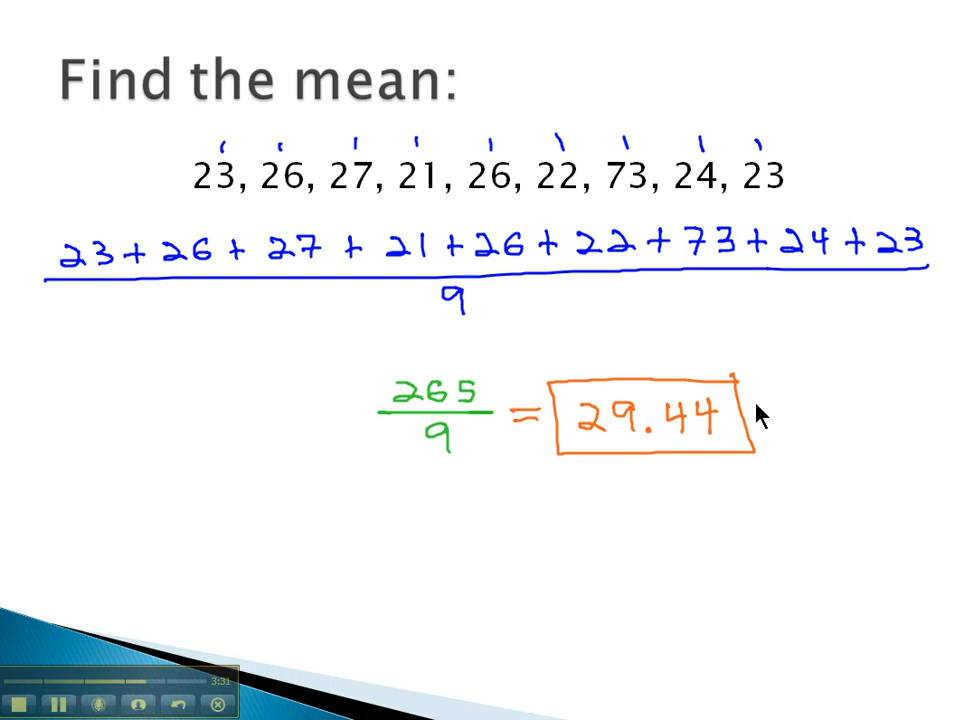 Find the mean:
23, 26, 27, 21, 26, 22, 73, 24, 23
23 + 26 + 27 + 21 + 26 + 22 + 73 + 24 + 23
9
265
9
= 29.44
3:31